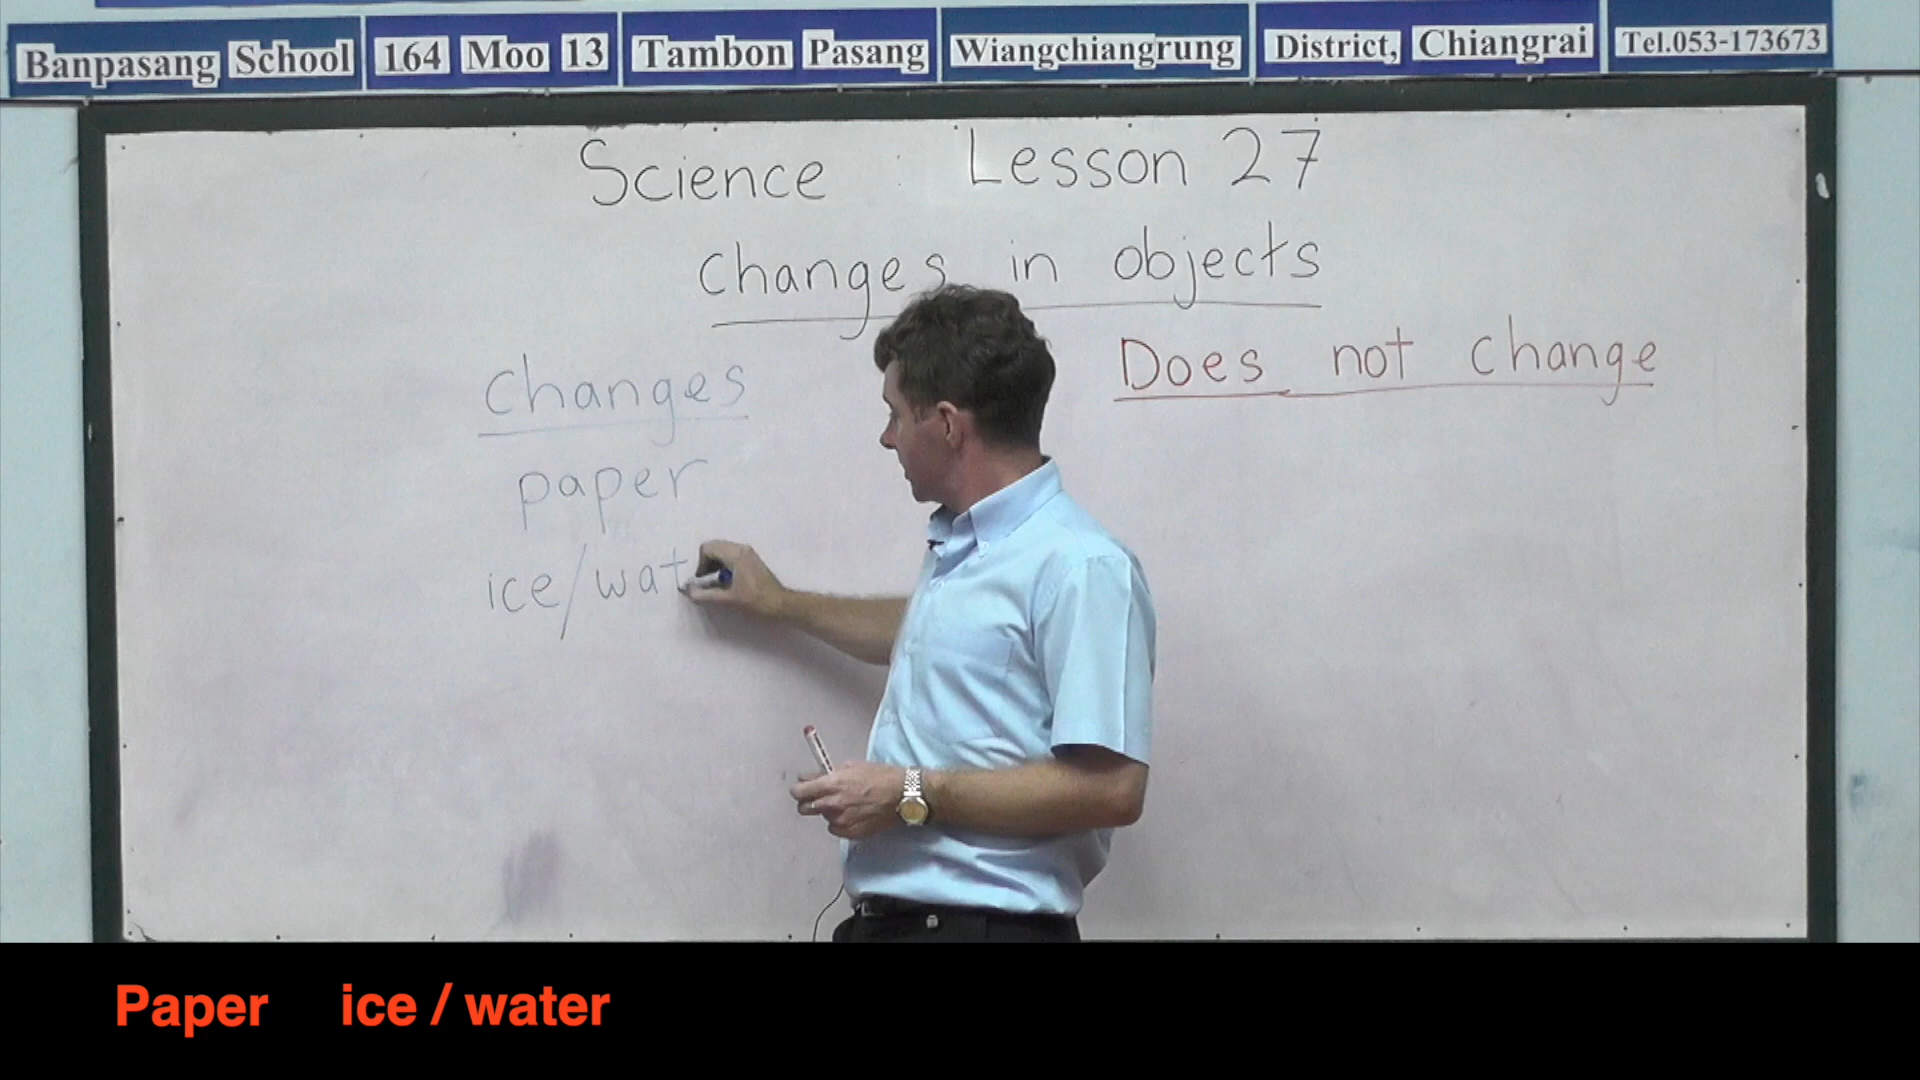 Banpasang School 164 Moo 13 Tambon Pasang Wiangchiangrung District, Chiangrai Tel.053-173673
Science Lesson 27
changes in objects
changes
Does not change
paper
ice/wat
Paper ice / water